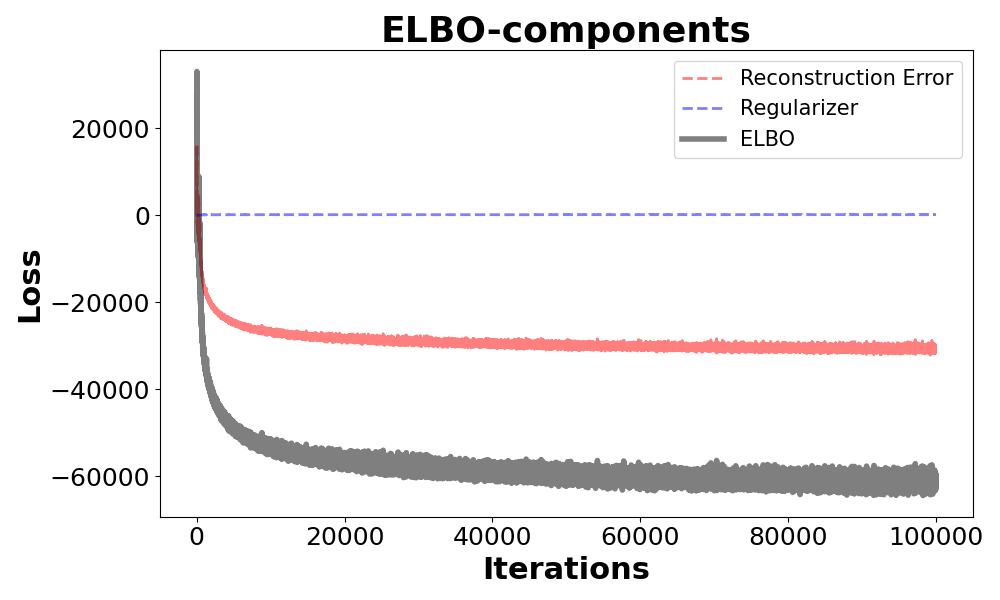 ELBO-components
Reconstruction Error
Regularizer
ELBO
Loss
20000
0
−20000
−40000
−60000
0
20000
40000
60000
80000
100000
Iterations